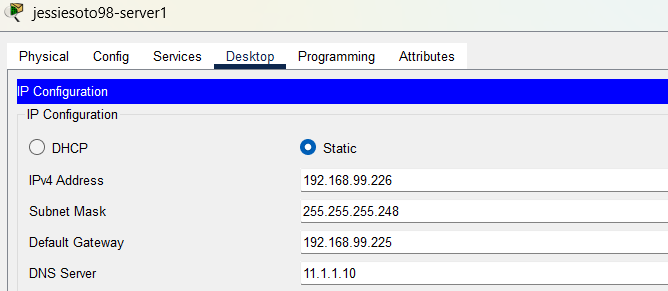 jessiesoto98-server1
Physical Config Services Desktop Programming Attributes
IP Configuration
IP Configuration
DHCP Static
IPv4 Address 192.168.99.226
Subnet Mask 255.255.255.248
Default Gateway 192.168.99.225
DNS Server 11.1.1.10